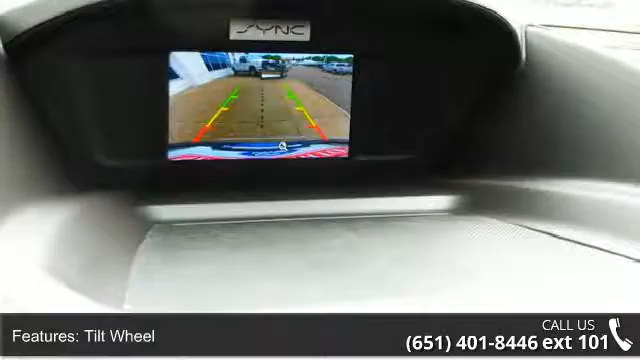 SYNC
Features: Tilt Wheel
CALL US
(651) 401-8446 ext 101